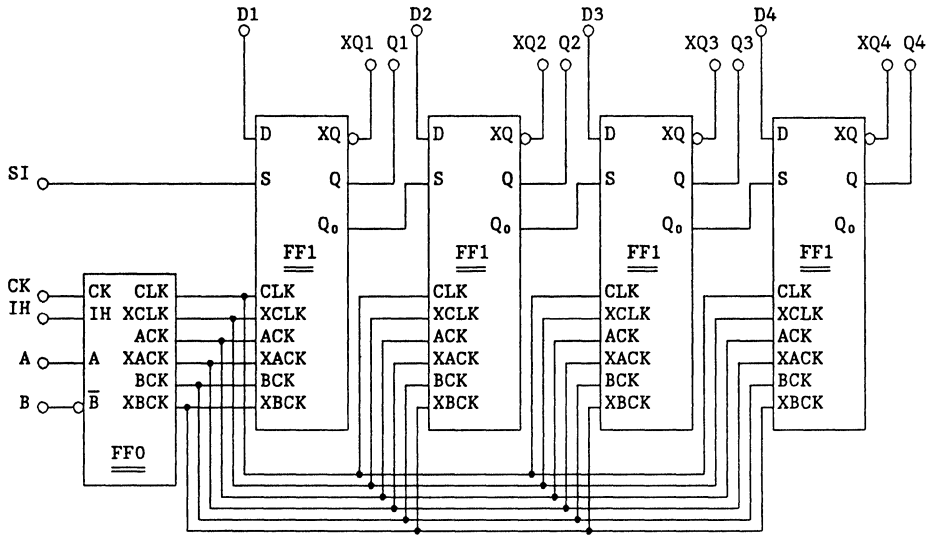 D1 D2 D3 D4
XQ1 Q1 XQ2 Q2 XQ3 Q3 XQ4 Q4
D XQ D XQ D XQ D XQ
SI S Q S Q S Q S Q
Q₀ Q₀ Q₀ Q₀
FF1 FF1 FF1 FF1
CK CK CLK CLK CLK CLK CLK
IH IH XCLK XCLK XCLK XCLK XCLK
ACK ACK ACK ACK ACK
A A XACK XACK XACK XACK XACK
BCK BCK BCK BCK BCK
B B̅ XBCK XBCK XBCK XBCK XBCK
FF0